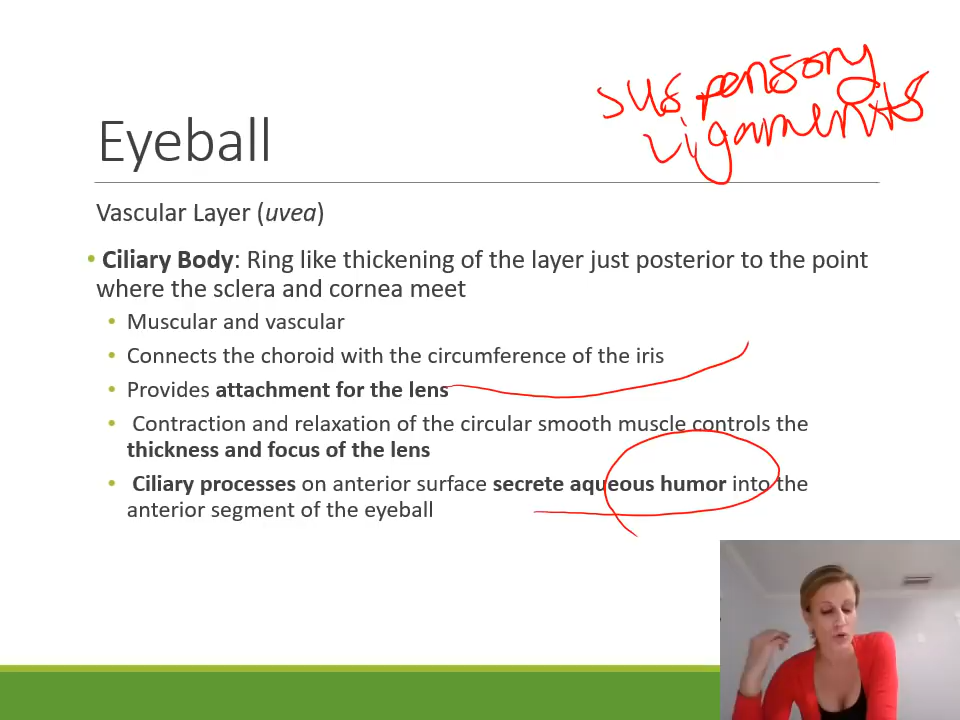 suspensory
ligaments
Eyeball
Vascular Layer (uvea)
• Ciliary Body: Ring like thickening of the layer just posterior to the point
where the sclera and cornea meet
• Muscular and vascular
• Connects the choroid with the circumference of the iris
• Provides attachment for the lens
• Contraction and relaxation of the circular smooth muscle controls the
thickness and focus of the lens
• Ciliary processes on anterior surface secrete aqueous humor into the
anterior segment of the eyeball